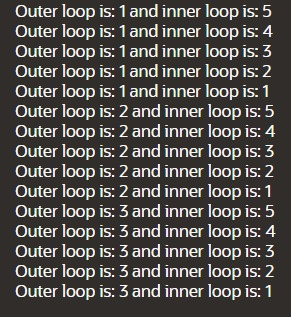 Outer loop is: 1 and inner loop is: 5
Outer loop is: 1 and inner loop is: 4
Outer loop is: 1 and inner loop is: 3
Outer loop is: 1 and inner loop is: 2
Outer loop is: 1 and inner loop is: 1
Outer loop is: 2 and inner loop is: 5
Outer loop is: 2 and inner loop is: 4
Outer loop is: 2 and inner loop is: 3
Outer loop is: 2 and inner loop is: 2
Outer loop is: 2 and inner loop is: 1
Outer loop is: 3 and inner loop is: 5
Outer loop is: 3 and inner loop is: 4
Outer loop is: 3 and inner loop is: 3
Outer loop is: 3 and inner loop is: 2
Outer loop is: 3 and inner loop is: 1